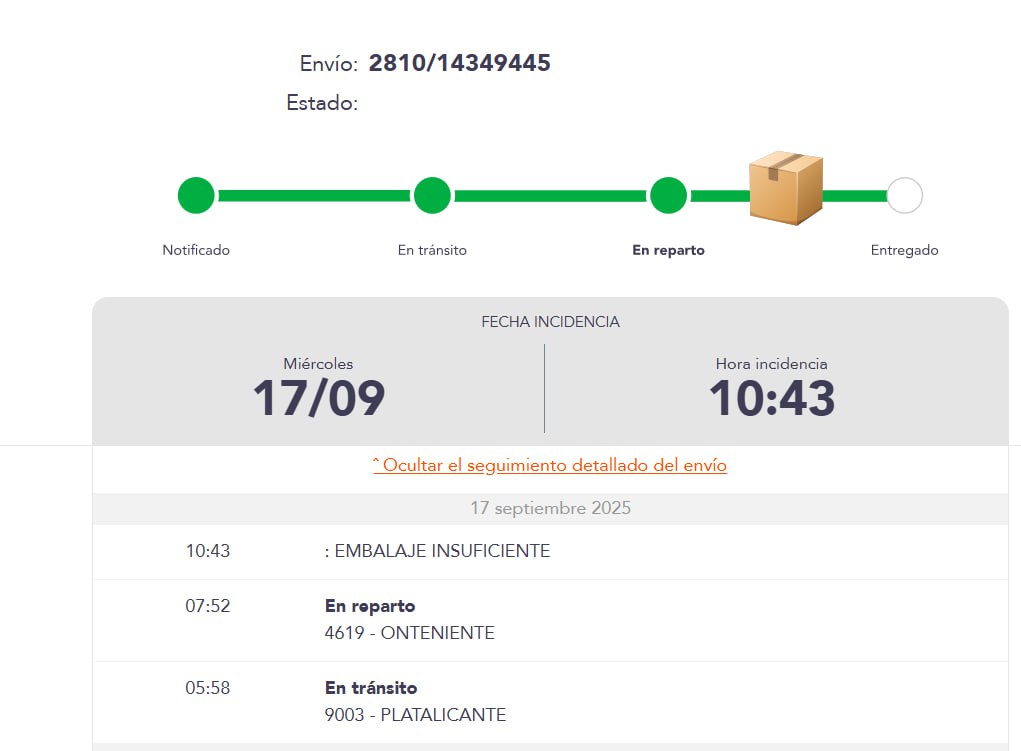 Envío: 2810/14349445
Estado:
Notificado En tránsito En reparto Entregado
FECHA INCIDENCIA
Miércoles Hora incidencia
17/09 10:43
ˆ Ocultar el seguimiento detallado del envío
17 septiembre 2025
10:43 : EMBALAJE INSUFICIENTE
07:52 En reparto
4619 - ONTENIENTE
05:58 En tránsito
9003 - PLATALICANTE